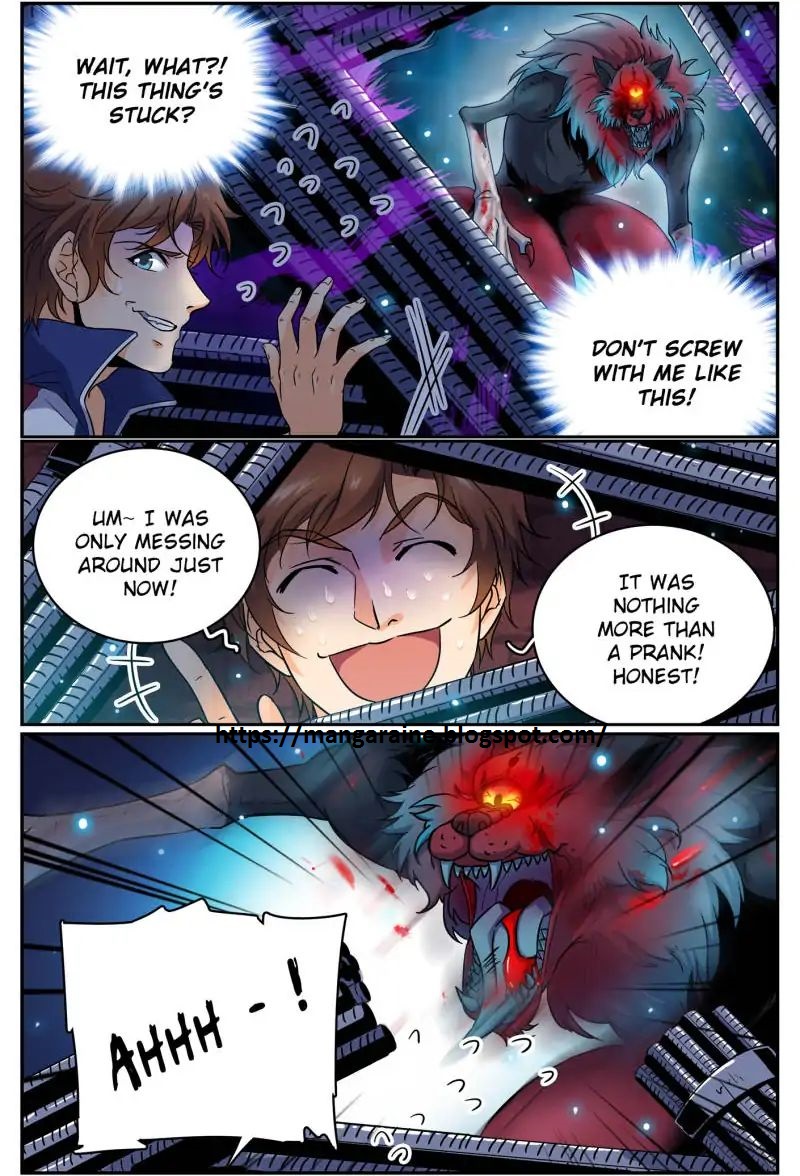 WAIT, WHAT?!
THIS THING'S
STUCK?
DON'T SCREW
WITH ME LIKE
THIS!
UM~ I WAS
ONLY MESSING
AROUND JUST
NOW!
IT WAS
NOTHING
MORE THAN
A PRANK!
HONEST!
https://mangaraine.blogspot.com/
AHHH-!